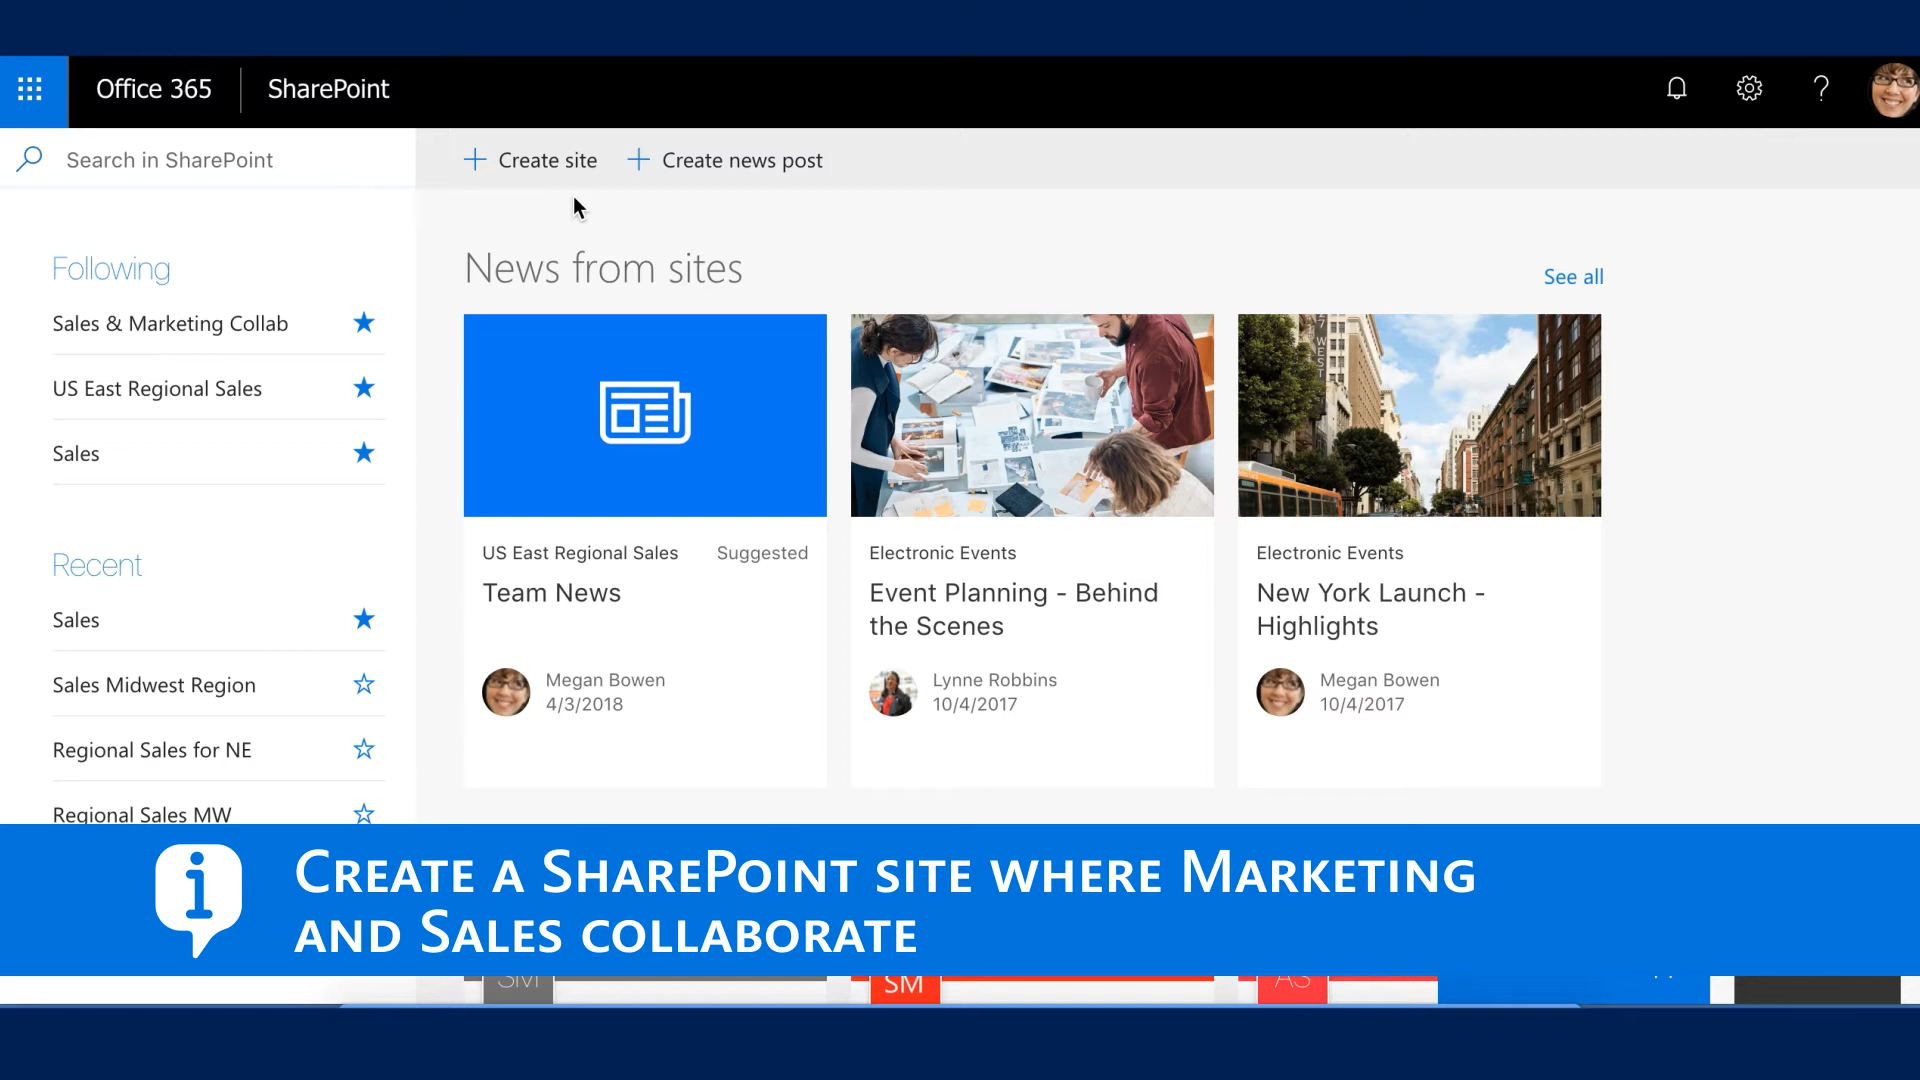 Office 365
SharePoint
Search in SharePoint
Create site
Create news post
Following
Sales & Marketing Collab
US East Regional Sales
Sales
Recent
Sales
Sales Midwest Region
Regional Sales for NE
Regional Sales MW
News from sites
See all
US East Regional Sales
Suggested
Team News
Megan Bowen
4/3/2018
Electronic Events
Event Planning - Behind
the Scenes
Lynne Robbins
10/4/2017
27 WEST
Electronic Events
New York Launch -
Highlights
Megan Bowen
10/4/2017
Create a SharePoint site where Marketing
and Sales collaborate
SM
SM
AS